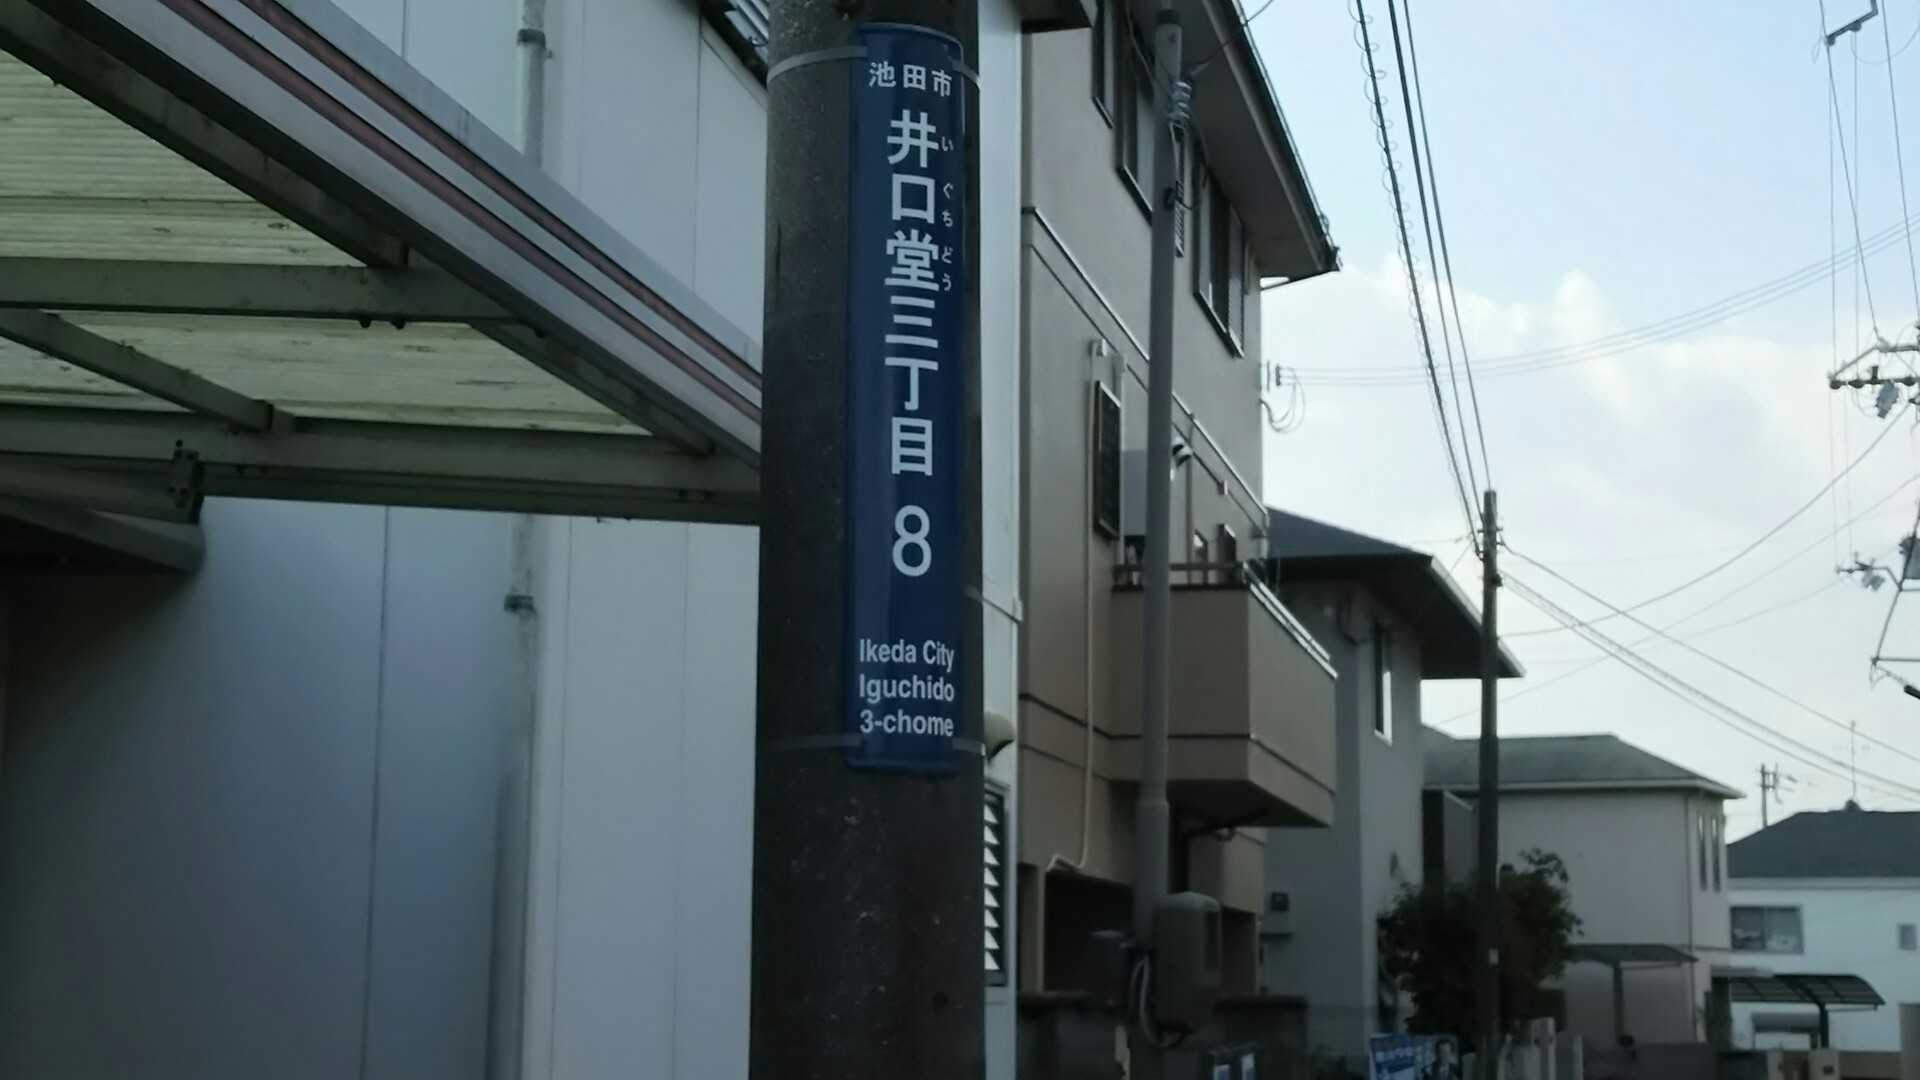 池田市
井口堂三丁目 8
いぐちどう
Ikeda City
Iguchido
3-chome